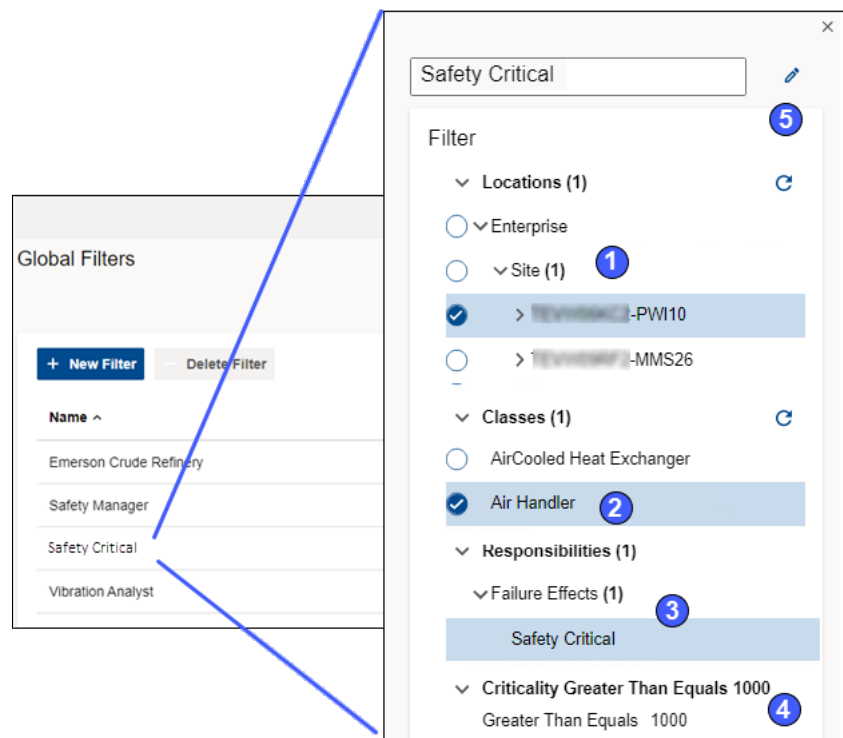 Global Filters
+ New Filter
Delete Filter
Name
Emerson Crude Refinery
Safety Manager
Safety Critical
Vibration Analyst
Safety Critical
5
Filter
Locations (1)
Enterprise
Site (1)
1
-PWI10
-MMS26
Classes (1)
AirCooled Heat Exchanger
Air Handler
2
Responsibilities (1)
Failure Effects (1)
3
Safety Critical
Criticality Greater Than Equals 1000
Greater Than Equals 1000
4